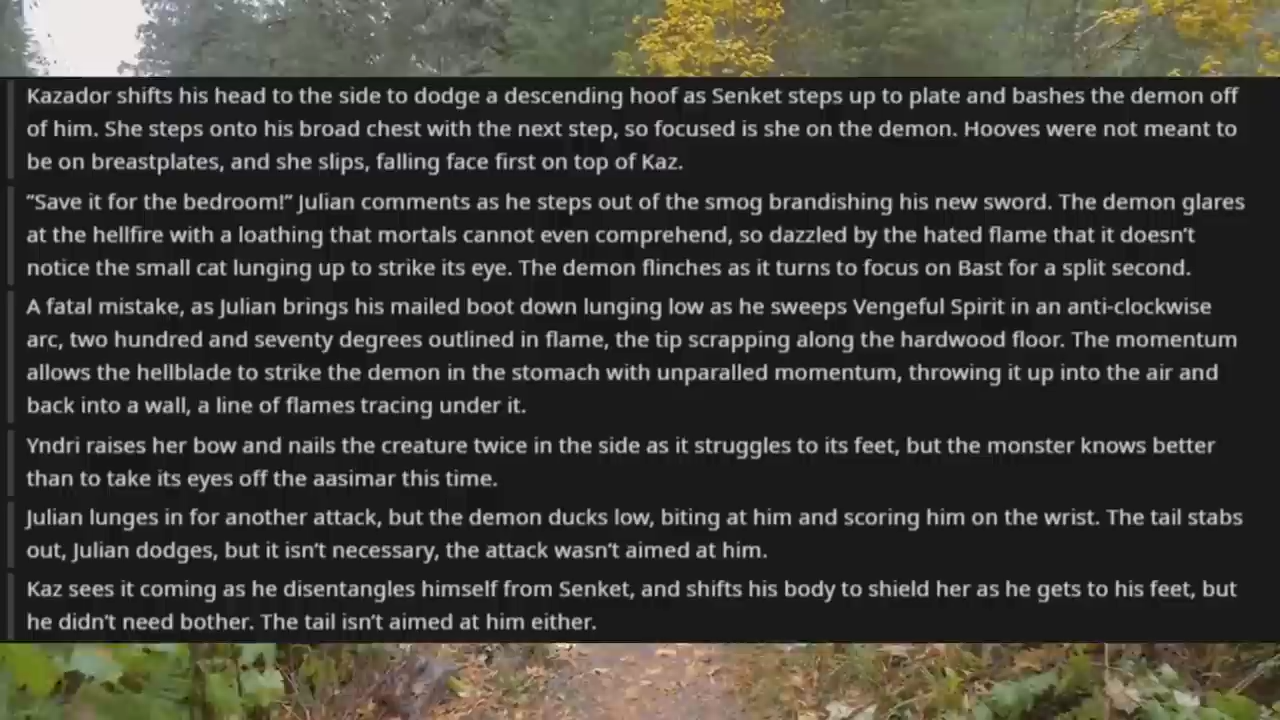 Kazador shifts his head to the side to dodge a descending hoof as Senket steps up to plate and bashes the demon off
of him. She steps onto his broad chest with the next step, so focused is she on the demon. Hooves were not meant to
be on breastplates, and she slips, falling face first on top of Kaz.
“Save it for the bedroom!” Julian comments as he steps out of the smog brandishing his new sword. The demon glares
at the hellfire with a loathing that mortals cannot even comprehend, so dazzled by the hated flame that it doesn’t
notice the small cat lunging up to strike its eye. The demon flinches as it turns to focus on Bast for a split second.
A fatal mistake, as Julian brings his mailed boot down lunging low as he sweeps Vengeful Spirit in an anti-clockwise
arc, two hundred and seventy degrees outlined in flame, the tip scrapping along the hardwood floor. The momentum
allows the hellblade to strike the demon in the stomach with unparalled momentum, throwing it up into the air and
back into a wall, a line of flames tracing under it.
Yndri raises her bow and nails the creature twice in the side as it struggles to its feet, but the monster knows better
than to take its eyes off the aasimar this time.
Julian lunges in for another attack, but the demon ducks low, biting at him and scoring him on the wrist. The tail stabs
out, Julian dodges, but it isn’t necessary, the attack wasn’t aimed at him.
Kaz sees it coming as he disentangles himself from Senket, and shifts his body to shield her as he gets to his feet, but
he didn’t need bother. The tail isn’t aimed at him either.